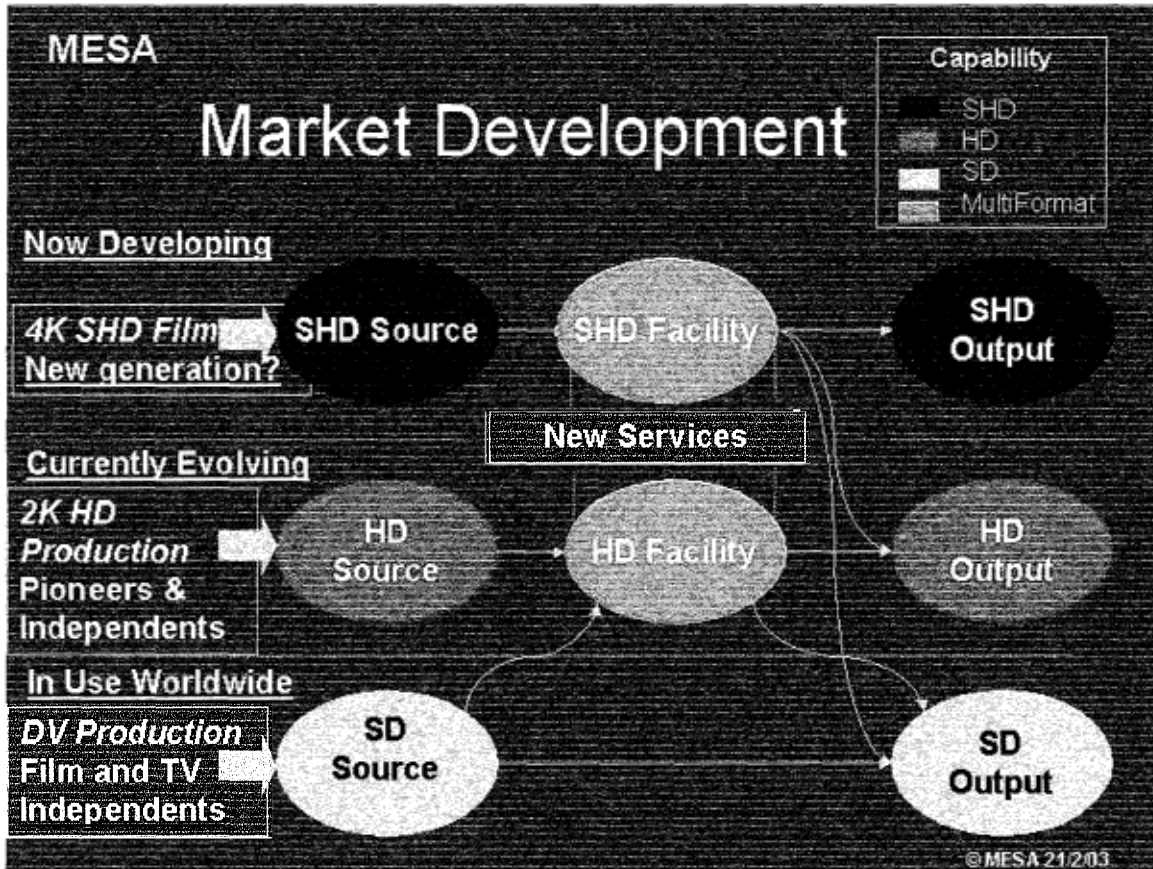 MESA
Market Development
Capability
SHD
HD
SD
MultiFormat
Now Developing
4K SHD Film
New generation?
SHD Source
SHD Facility
SHD
Output
New Services
Currently Evolving
2K HD
Production
Pioneers &
Independents
HD
Source
HD Facility
HD
Output
In Use Worldwide
DV Production
Film and TV
Independents
SD
Source
SD
Output
© MESA 21/2/03